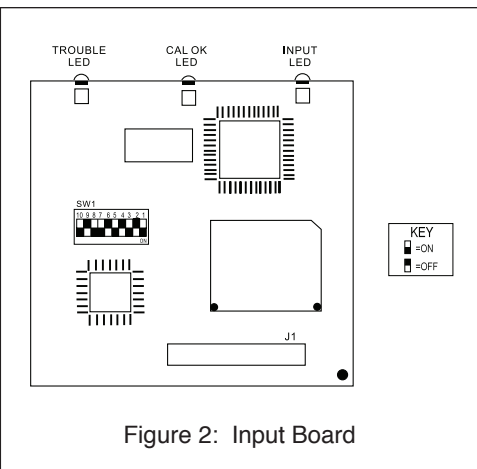 TROUBLE
LED
CAL OK
LED
INPUT
LED
SW1
10 9 8 7 6 5 4 3 2 1
ON
KEY
=ON
=OFF
J1
Figure 2: Input Board